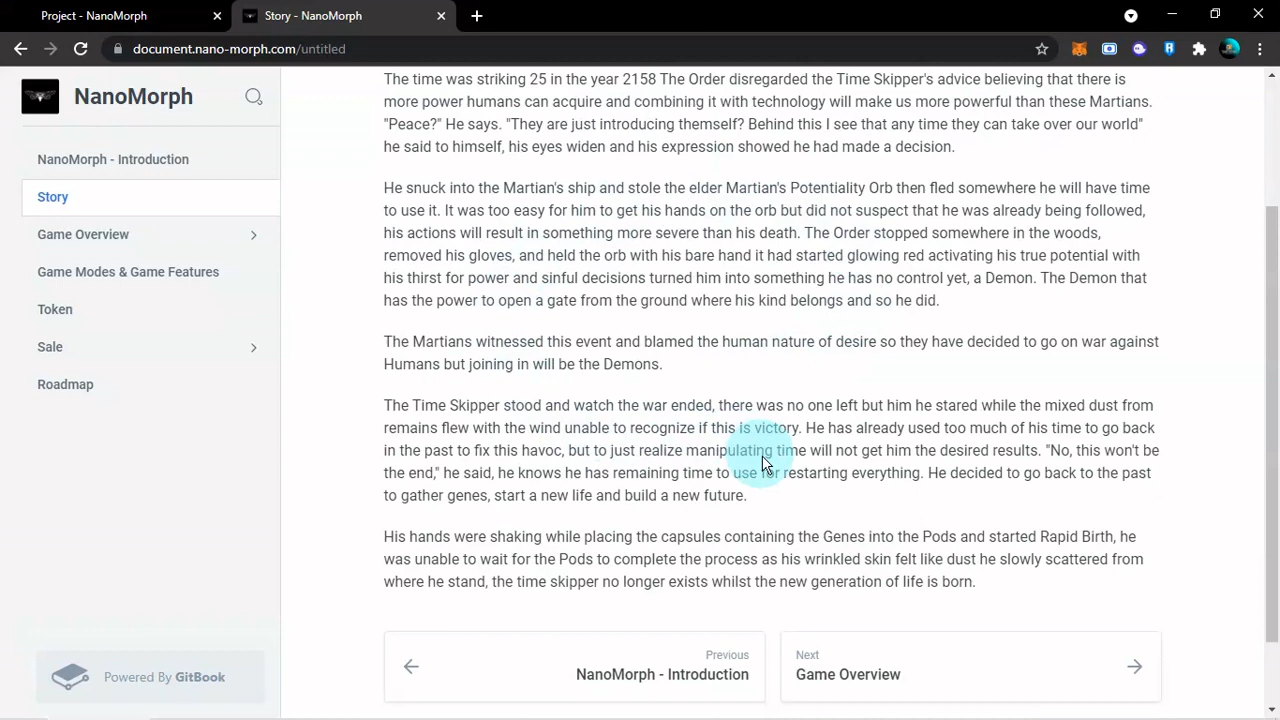 Project - NanoMorph
Story - NanoMorph
document.nano-morph.com/untitled
NanoMorph
NanoMorph - Introduction
Story
Game Overview
Game Modes & Game Features
Token
Sale
Roadmap
Powered By GitBook
The time was striking 25 in the year 2158 The Order disregarded the Time Skipper's advice believing that there is
more power humans can acquire and combining it with technology will make us more powerful than these Martians.
"Peace?" He says. "They are just introducing themself? Behind this I see that any time they can take over our world"
he said to himself, his eyes widen and his expression showed he had made a decision.
He snuck into the Martian's ship and stole the elder Martian's Potentiality Orb then fled somewhere he will have time
to use it. It was too easy for him to get his hands on the orb but did not suspect that he was already being followed,
his actions will result in something more severe than his death. The Order stopped somewhere in the woods,
removed his gloves, and held the orb with his bare hand it had started glowing red activating his true potential with
his thirst for power and sinful decisions turned him into something he has no control yet, a Demon. The Demon that
has the power to open a gate from the ground where his kind belongs and so he did.
The Martians witnessed this event and blamed the human nature of desire so they have decided to go on war against
Humans but joining in will be the Demons.
The Time Skipper stood and watch the war ended, there was no one left but him he stared while the mixed dust from
remains flew with the wind unable to recognize if this is victory. He has already used too much of his time to go back
in the past to fix this havoc, but to just realize manipulating time will not get him the desired results. "No, this won't be
the end," he said, he knows he has remaining time to use for restarting everything. He decided to go back to the past
to gather genes, start a new life and build a new future.
His hands were shaking while placing the capsules containing the Genes into the Pods and started Rapid Birth, he
was unable to wait for the Pods to complete the process as his wrinkled skin felt like dust he slowly scattered from
where he stand, the time skipper no longer exists whilst the new generation of life is born.
Previous
NanoMorph - Introduction
Next
Game Overview